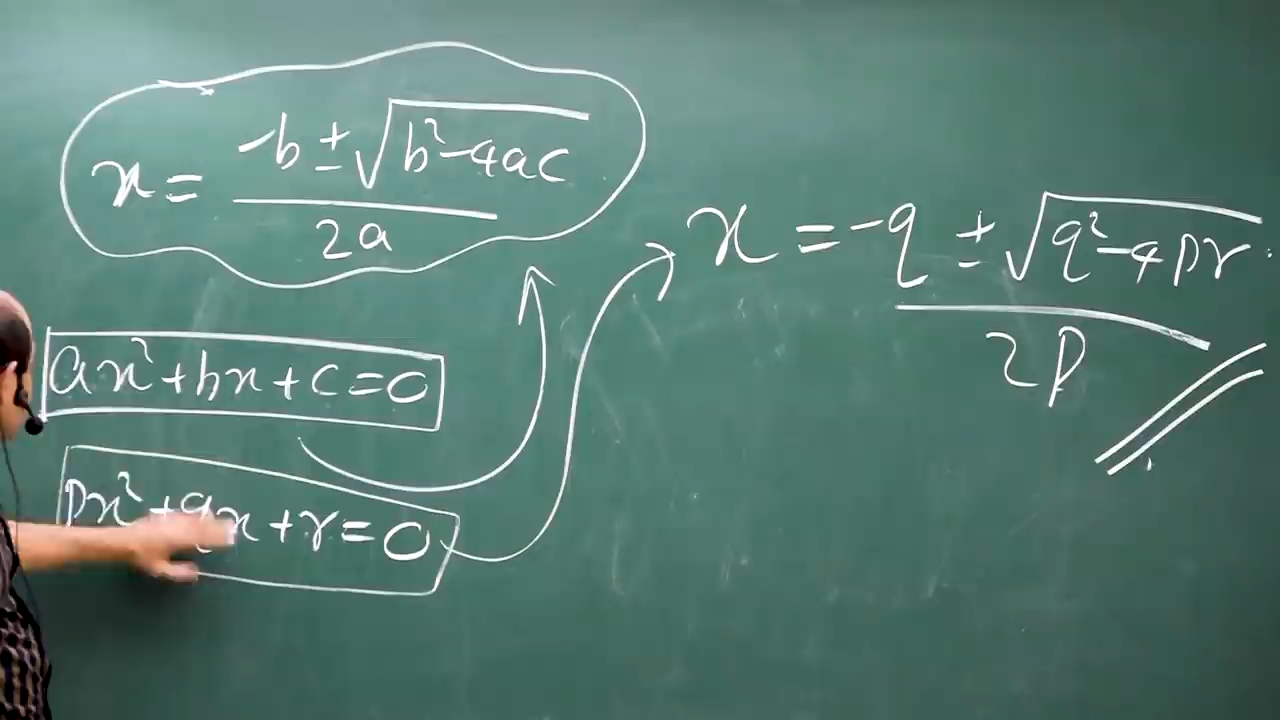 x = (-b ± √(b² - 4ac)) / 2a
ax² + bx + c = 0
px² + qx + r = 0
x = (-q ± √(q² - 4pr)) / 2p